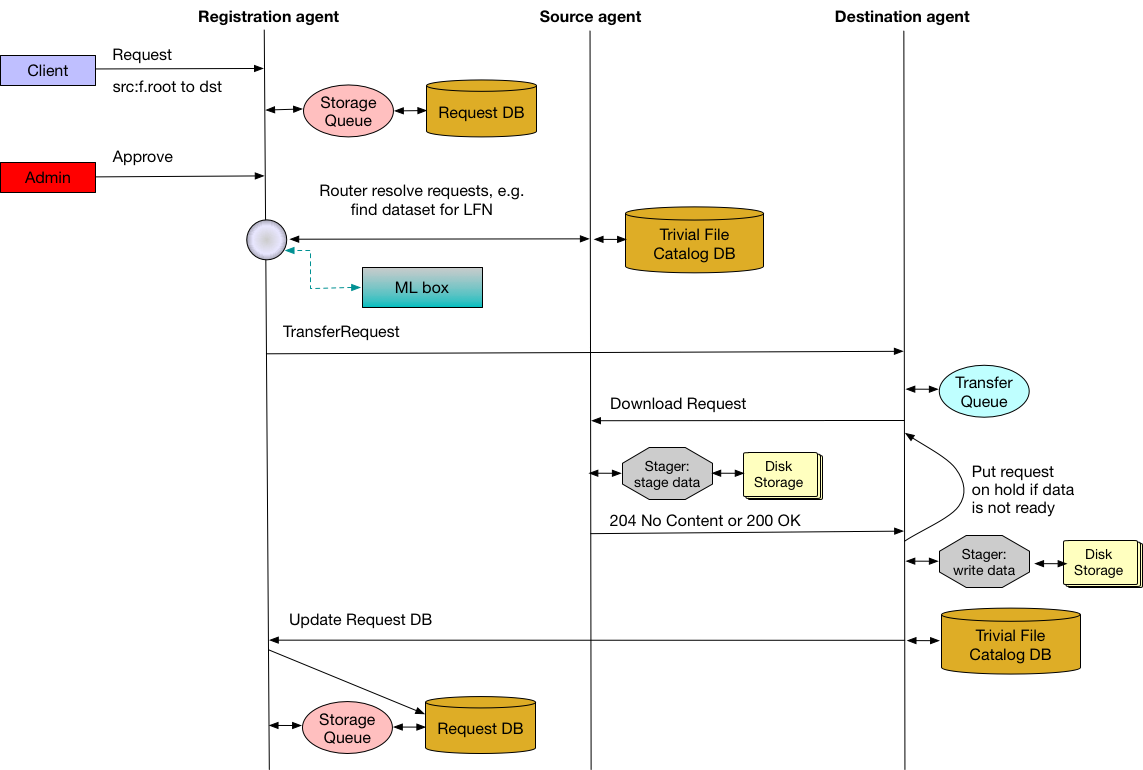 Registration agent
Source agent
Destination agent
Client
Request
src:f.root to dst
Storage
Queue
Request DB
Admin
Approve
Router resolve requests, e.g.
find dataset for LFN
Trivial File
Catalog DB
ML box
TransferRequest
Transfer
Queue
Download Request
Stager:
stage data
Disk
Storage
Put request
on hold if data
is not ready
204 No Content or 200 OK
Stager:
write data
Disk
Storage
Update Request DB
Trivial File
Catalog DB
Storage
Queue
Request DB